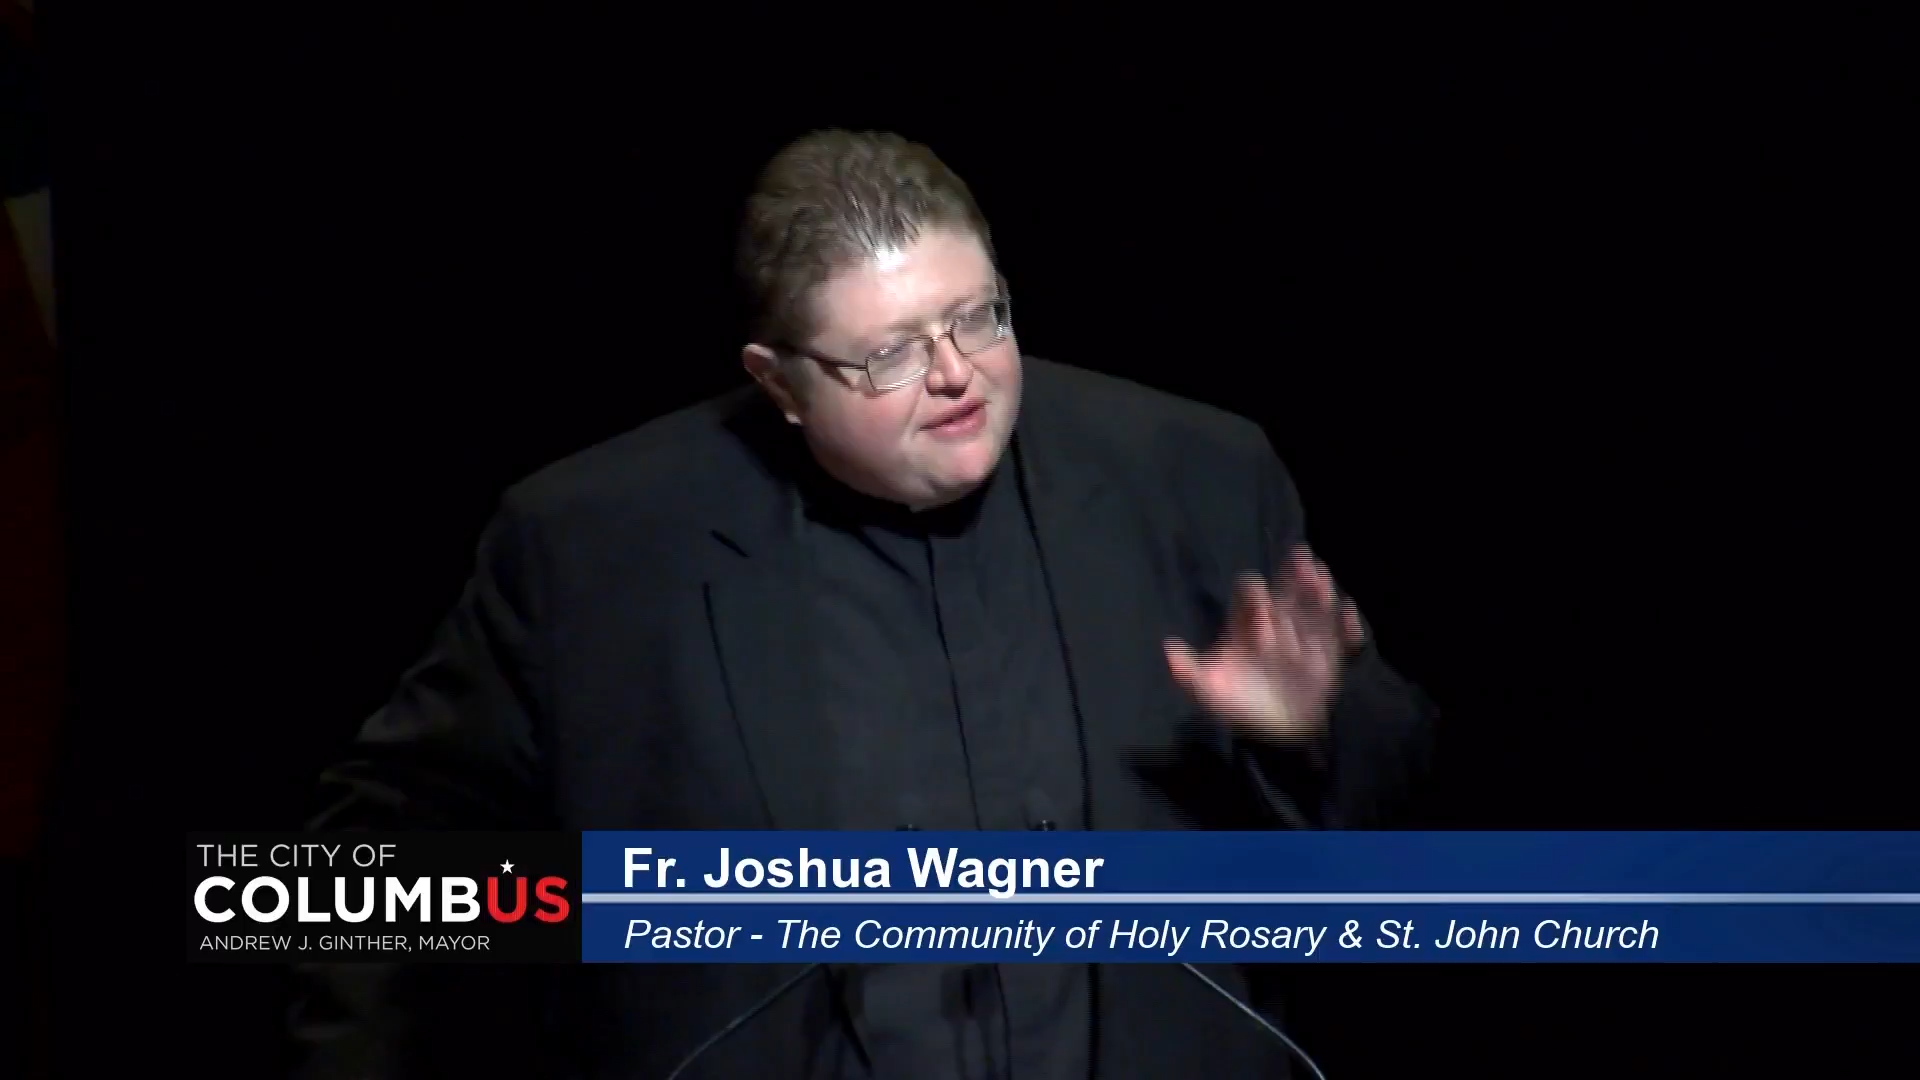 THE CITY OF
COLUMBUS
ANDREW J. GINTHER, MAYOR
Fr. Joshua Wagner
Pastor - The Community of Holy Rosary & St. John Church